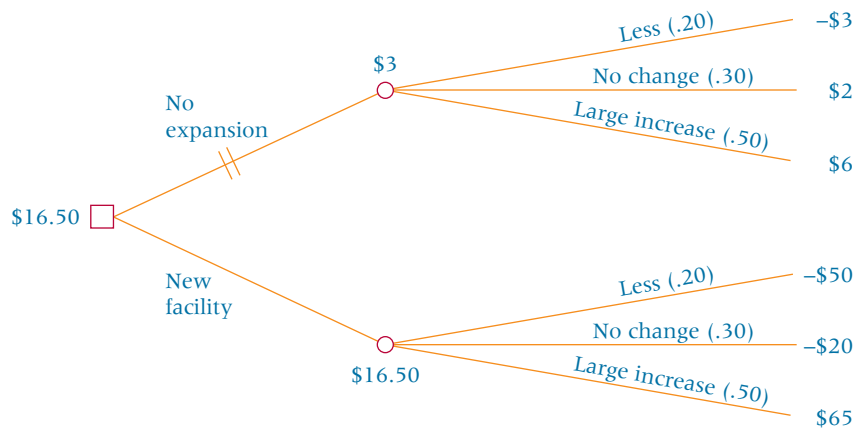 Less (.20)
–$3
$3
No change (.30)
$2
No
expansion
Large increase (.50)
$6
$16.50
New
facility
Less (.20)
–$50
No change (.30)
–$20
$16.50
Large increase (.50)
$65